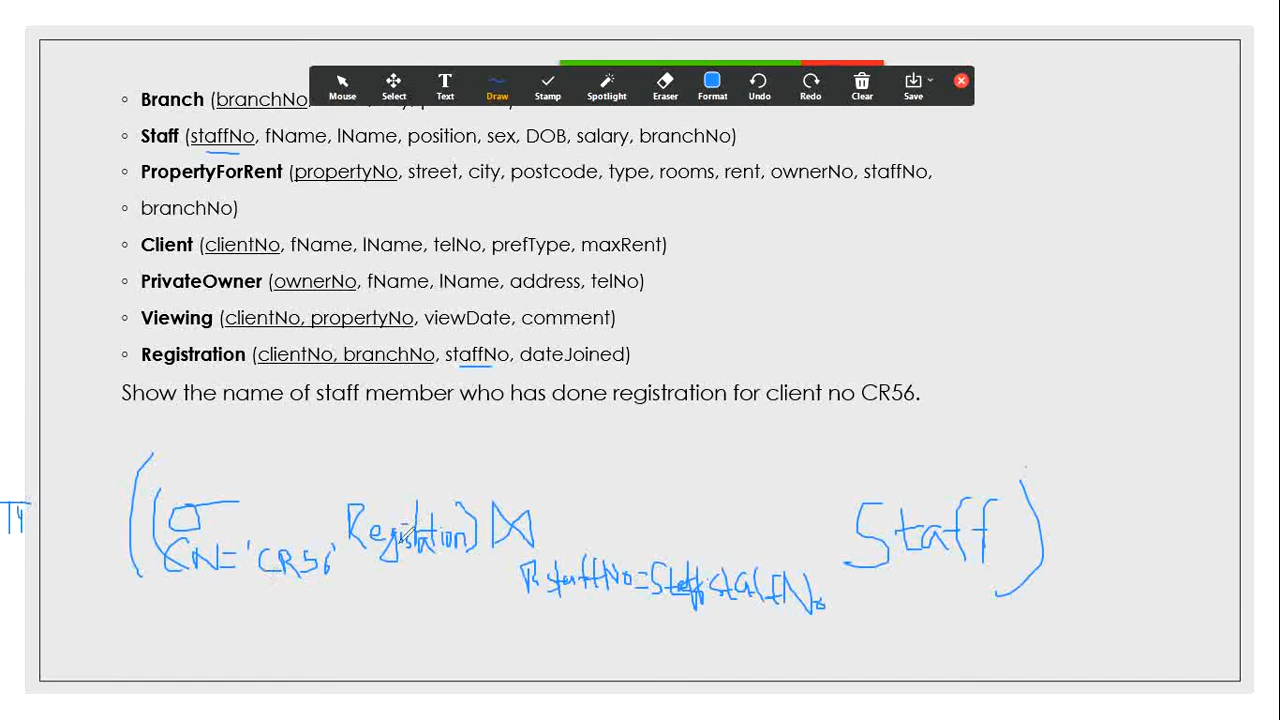 Mouse Select Text Draw Stamp Spotlight Eraser Format Undo Redo Clear Save
◦ Branch (branchNo,
◦ Staff (staffNo, fName, lName, position, sex, DOB, salary, branchNo)
◦ PropertyForRent (propertyNo, street, city, postcode, type, rooms, rent, ownerNo, staffNo,
◦ branchNo)
◦ Client (clientNo, fName, lName, telNo, prefType, maxRent)
◦ PrivateOwner (ownerNo, fName, lName, address, telNo)
◦ Viewing (clientNo, propertyNo, viewDate, comment)
◦ Registration (clientNo, branchNo, staffNo, dateJoined)
Show the name of staff member who has done registration for client no CR56.
((σ CN='CR56' Registration) ⋈ R.staffNo=Staff.staffNo Staff)